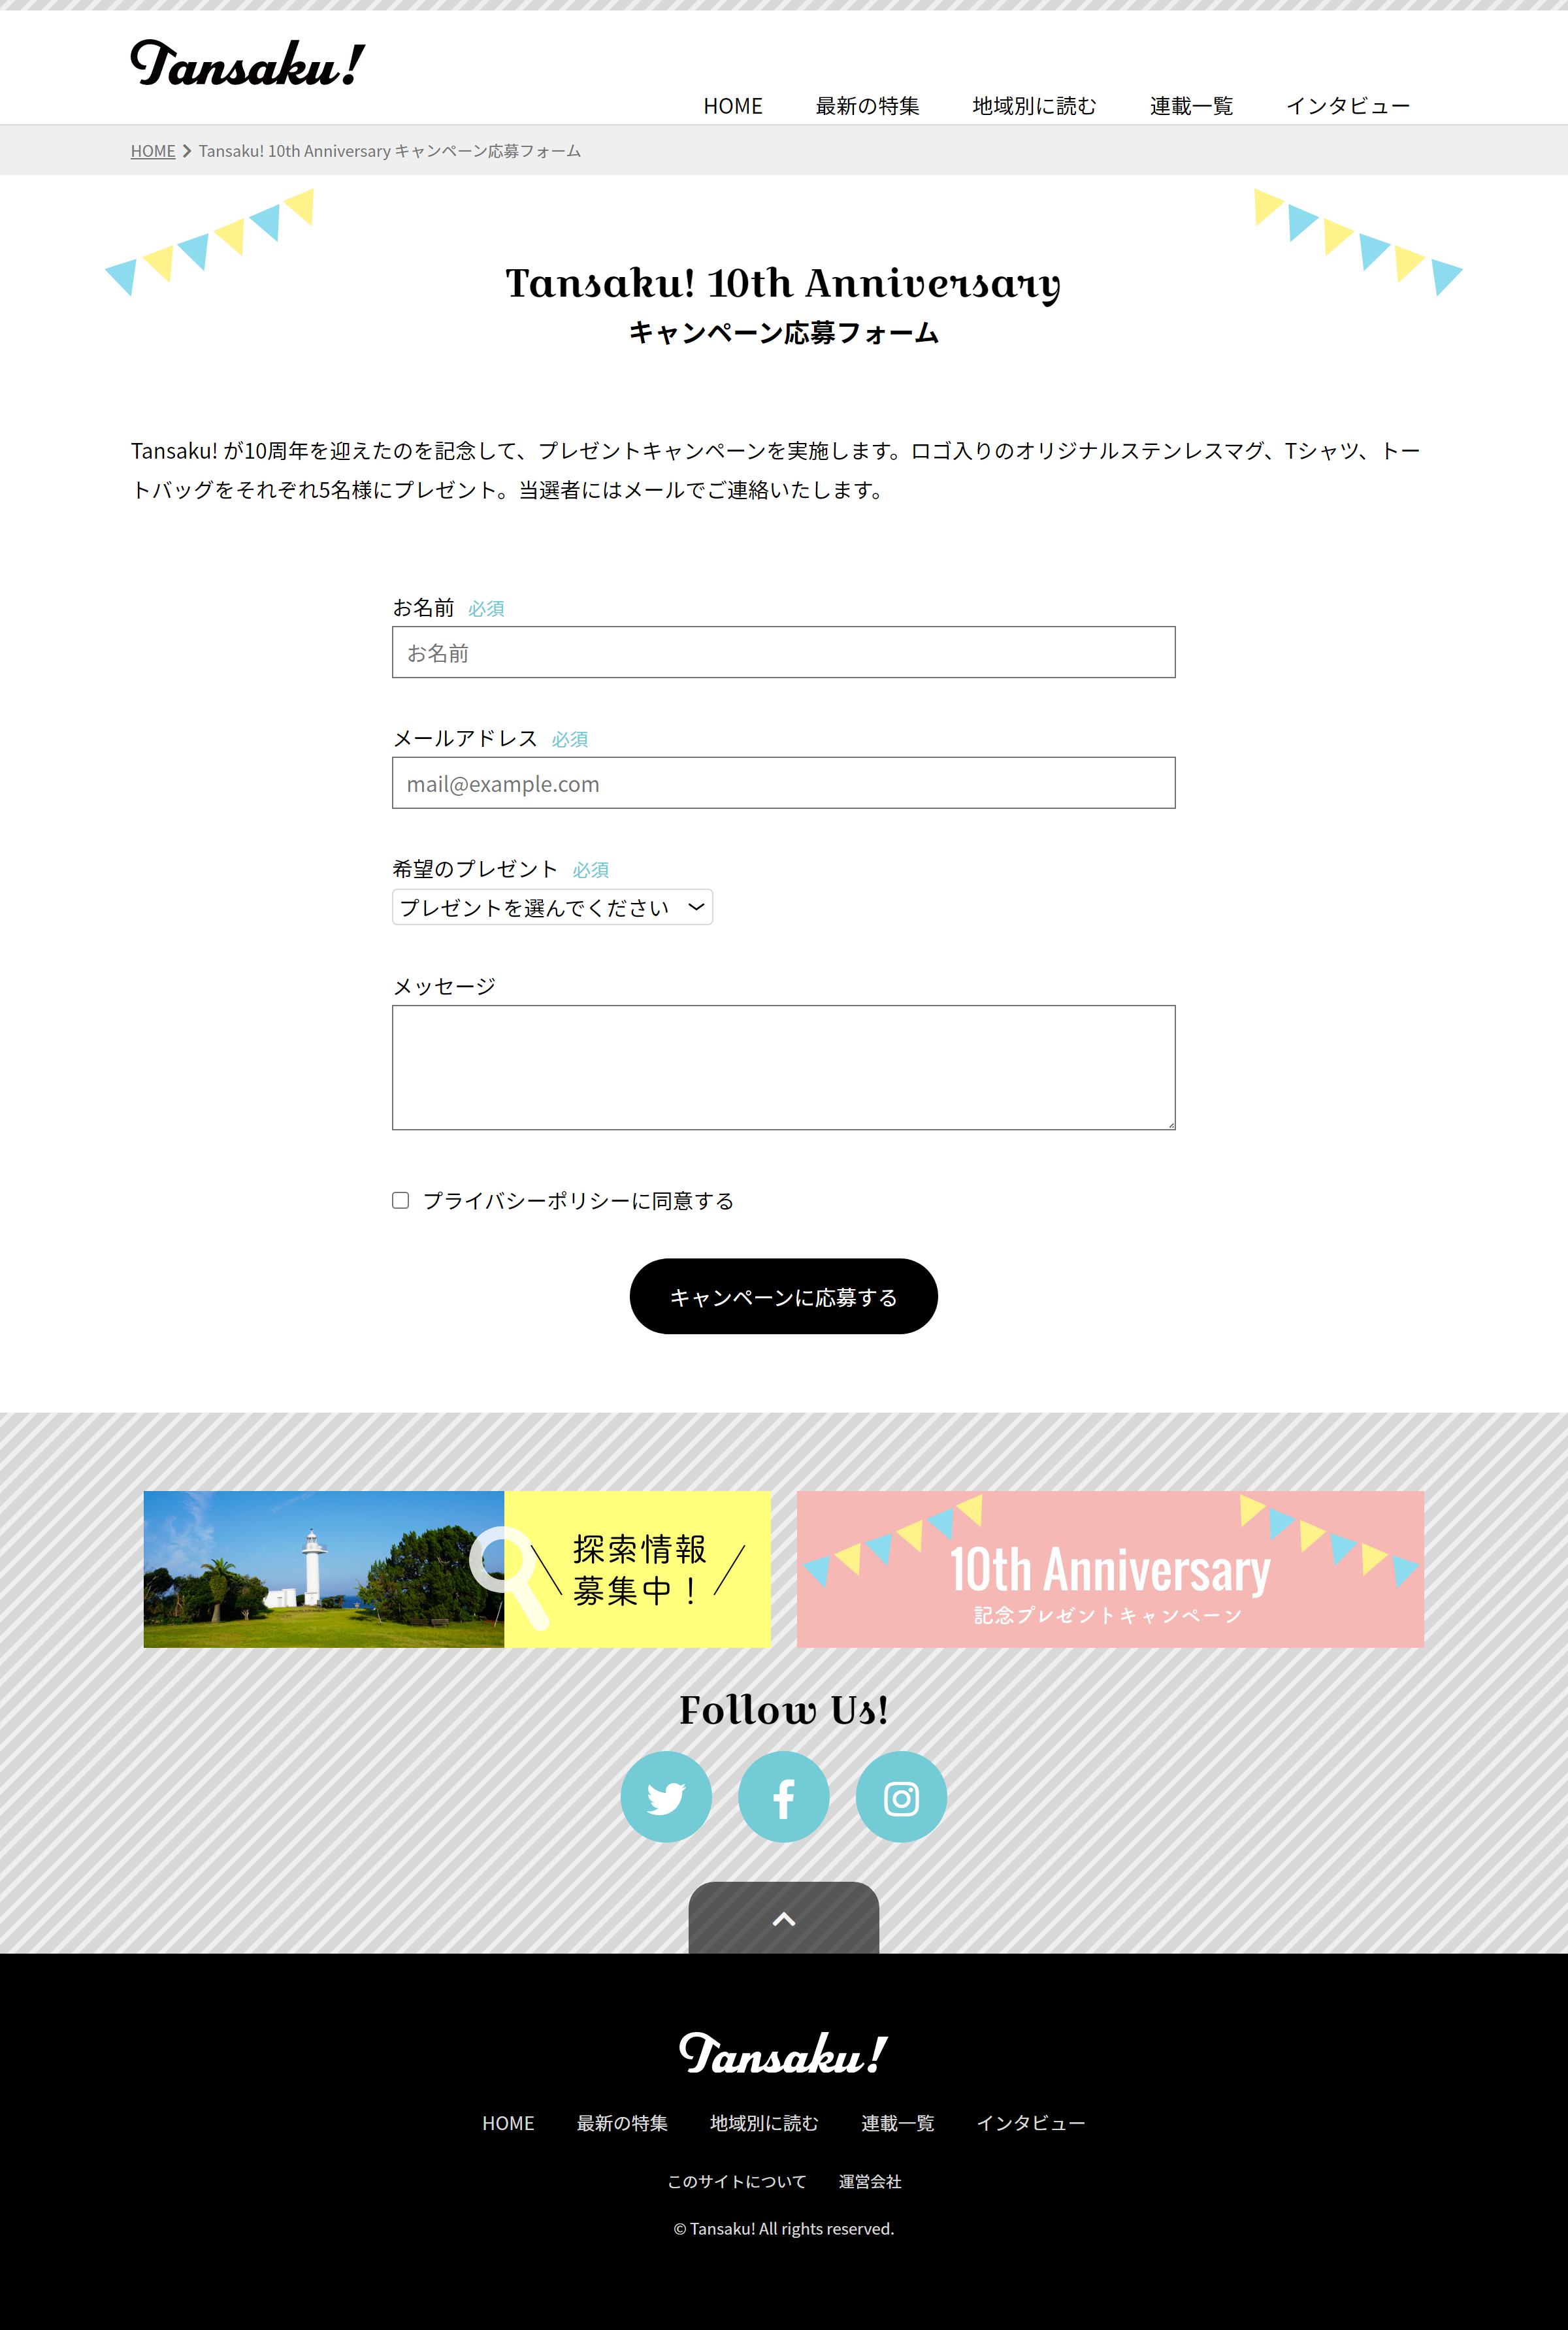 Tansaku!
HOME 最新の特集 地域別に読む 連載一覧 インタビュー
HOME Tansaku! 10th Anniversary キャンペーン応募フォーム
Tansaku! 10th Anniversary
キャンペーン応募フォーム
Tansaku! が10周年を迎えたのを記念して、プレゼントキャンペーンを実施します。ロゴ入りのオリジナルステンレスマグ、Tシャツ、トー
トバッグをそれぞれ5名様にプレゼント。当選者にはメールでご連絡いたします。
お名前 必須
お名前
メールアドレス 必須
mail@example.com
希望のプレゼント 必須
プレゼントを選んでください
メッセージ
プライバシーポリシーに同意する
キャンペーンに応募する
探索情報
募集中！
10th Anniversary
記念プレゼントキャンペーン
Follow Us!
Tansaku!
HOME 最新の特集 地域別に読む 連載一覧 インタビュー
このサイトについて 運営会社
© Tansaku! All rights reserved.